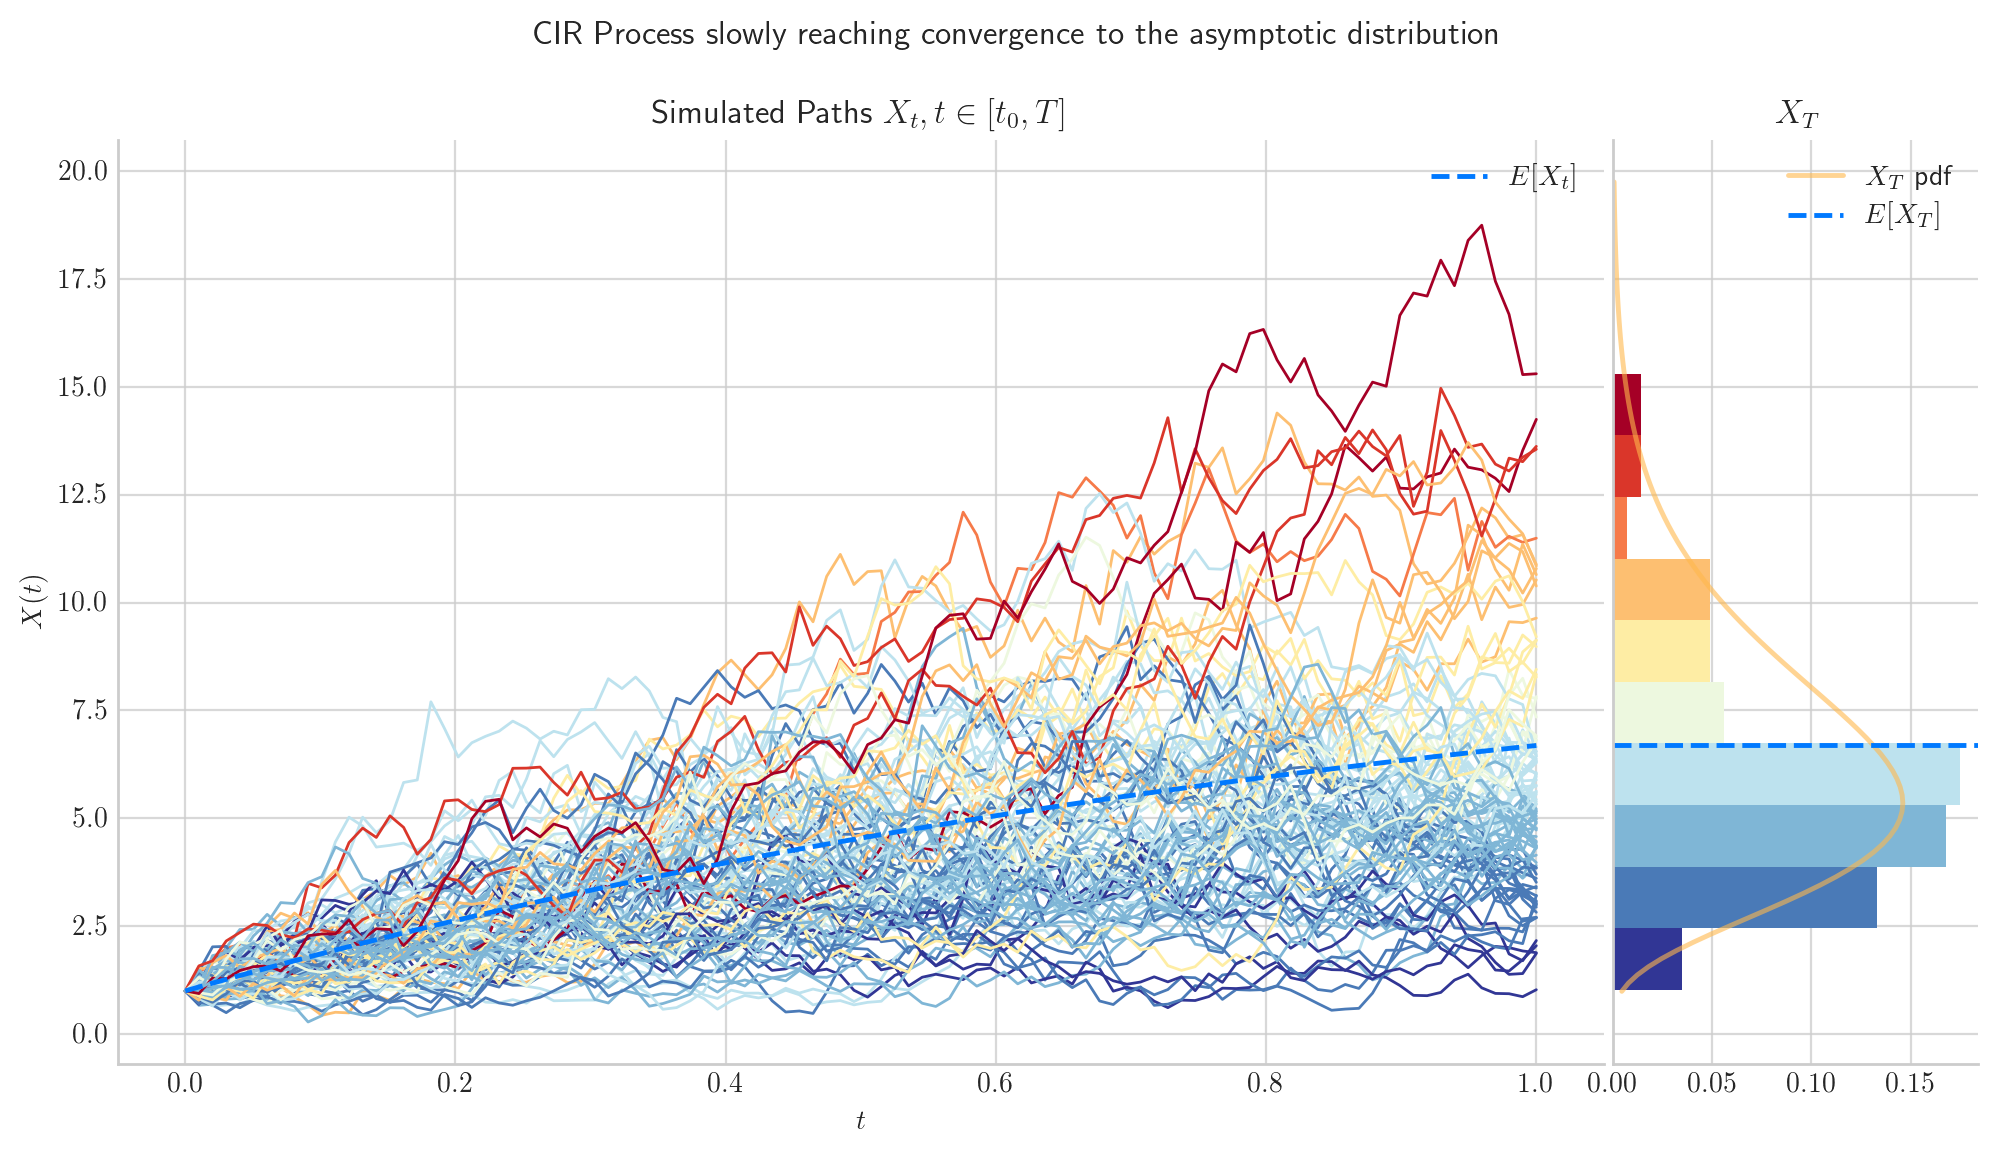 CIR Process slowly reaching convergence to the asymptotic distribution
Simulated Paths X_t, t ∈ [t_0, T]
X_T
E[X_t]
X_T pdf
E[X_T]
X(t)
20.0
17.5
15.0
12.5
10.0
7.5
5.0
2.5
0.0
0.0 0.2 0.4 0.6 0.8 1.0
0.00 0.05 0.10 0.15
t